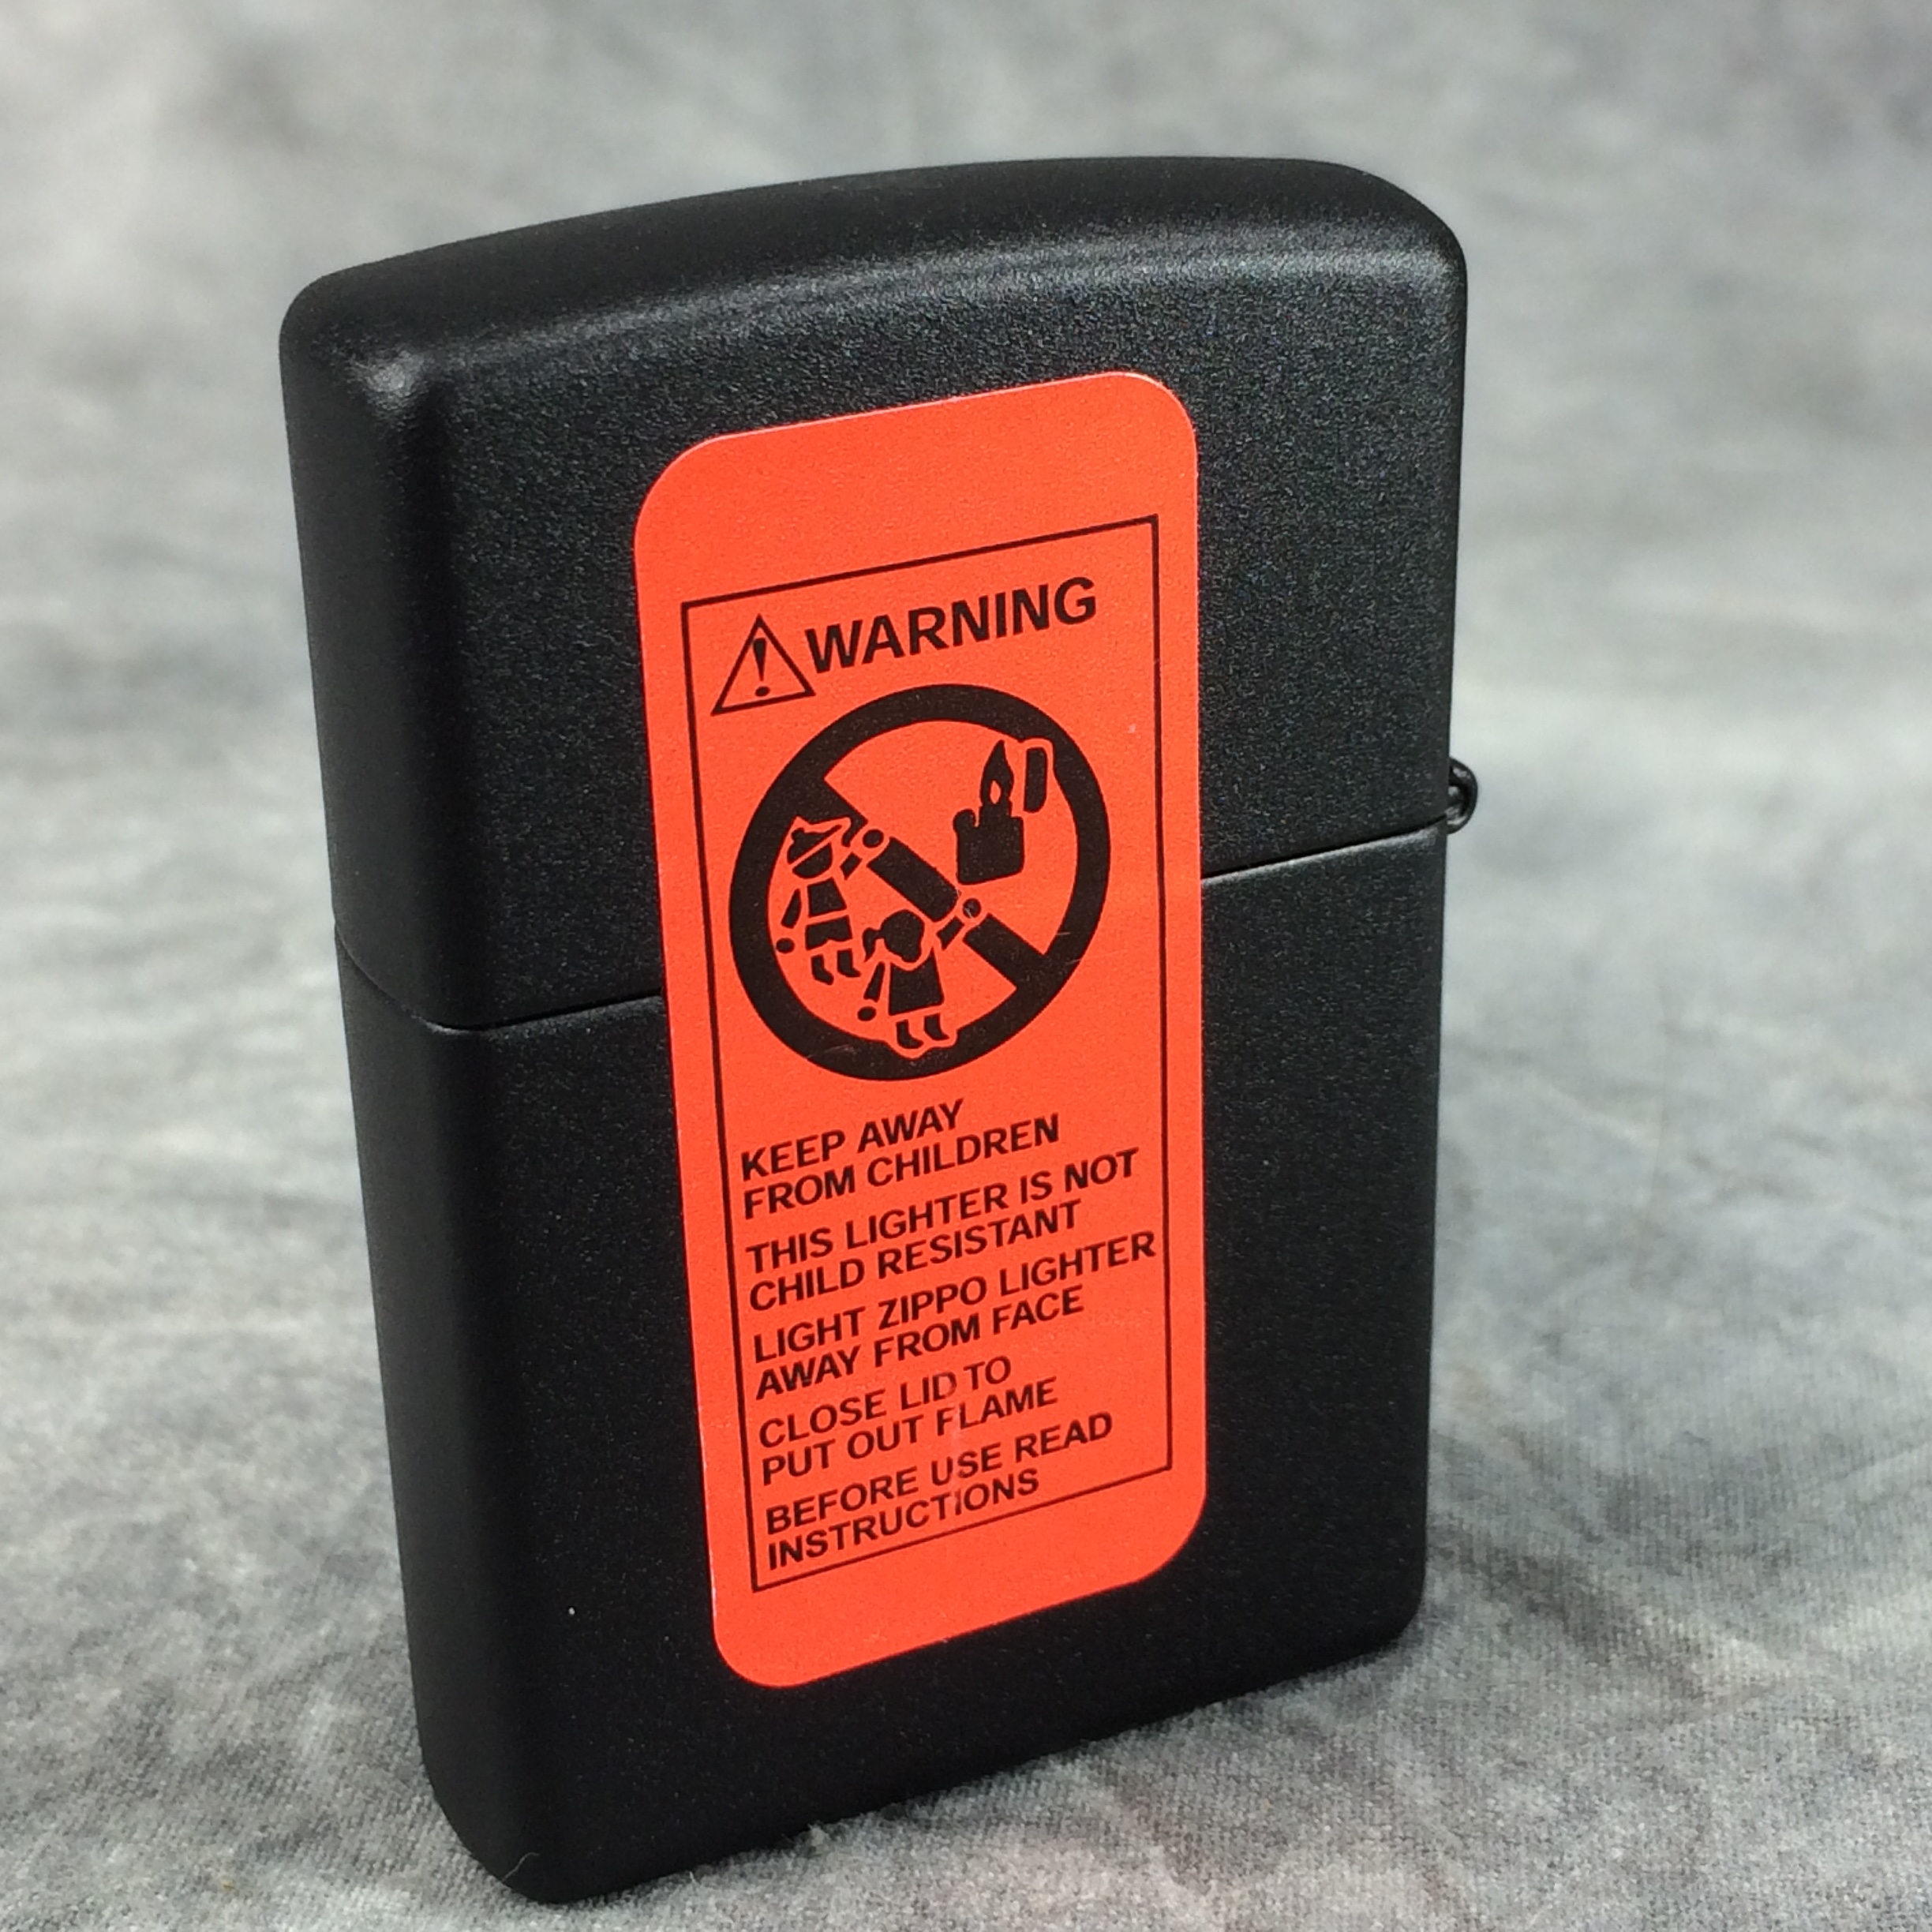 WARNING
KEEP AWAY
FROM CHILDREN
THIS LIGHTER IS NOT
CHILD RESISTANT
LIGHT ZIPPO LIGHTER
AWAY FROM FACE
CLOSE LID TO
PUT OUT FLAME
BEFORE USE READ
INSTRUCTIONS